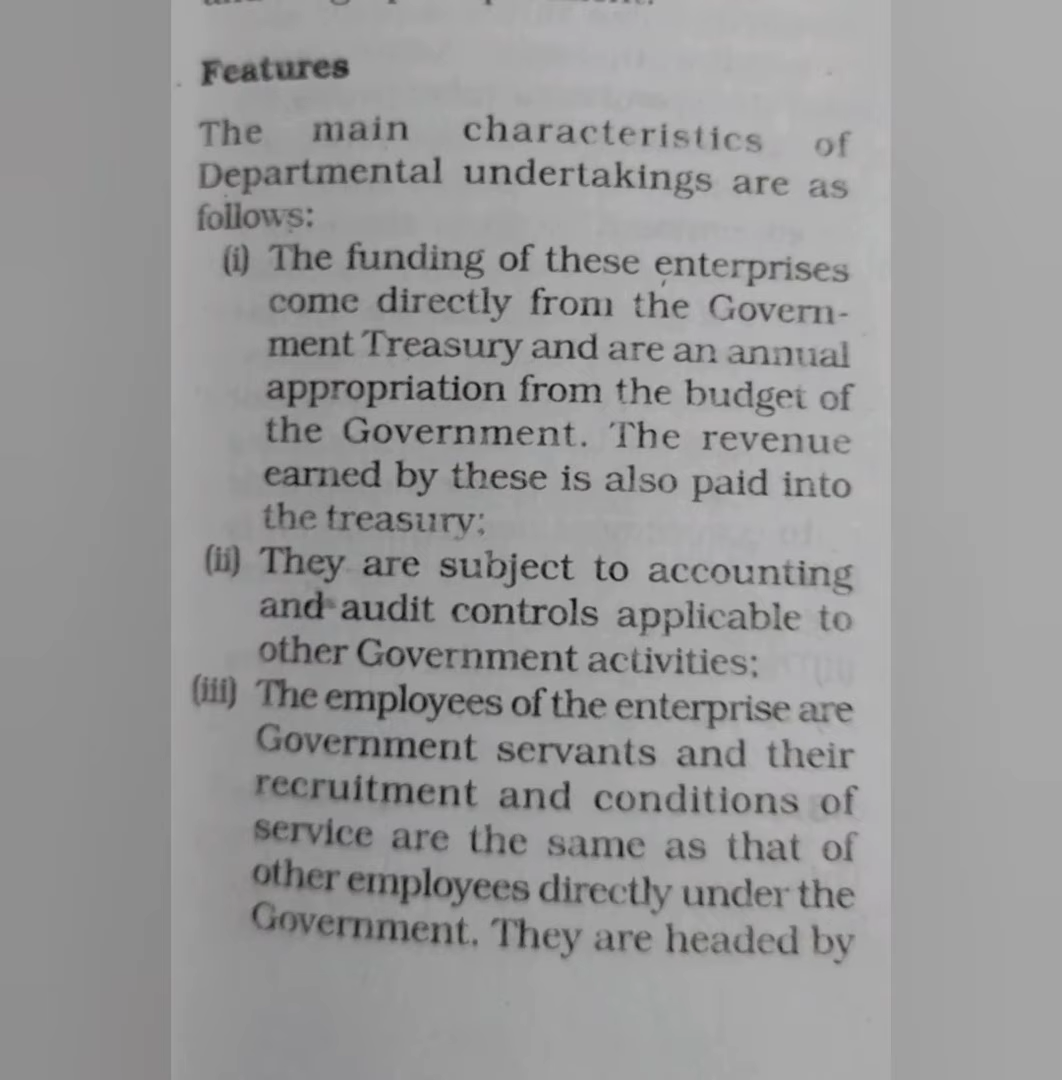 Features
The main characteristics of
Departmental undertakings are as
follows:
(i) The funding of these enterprises
come directly from the Govern-
ment Treasury and are an annual
appropriation from the budget of
the Government. The revenue
earned by these is also paid into
the treasury;
(ii) They are subject to accounting
and audit controls applicable to
other Government activities;
(iii) The employees of the enterprise are
Government servants and their
recruitment and conditions of
service are the same as that of
other employees directly under the
Government. They are headed by